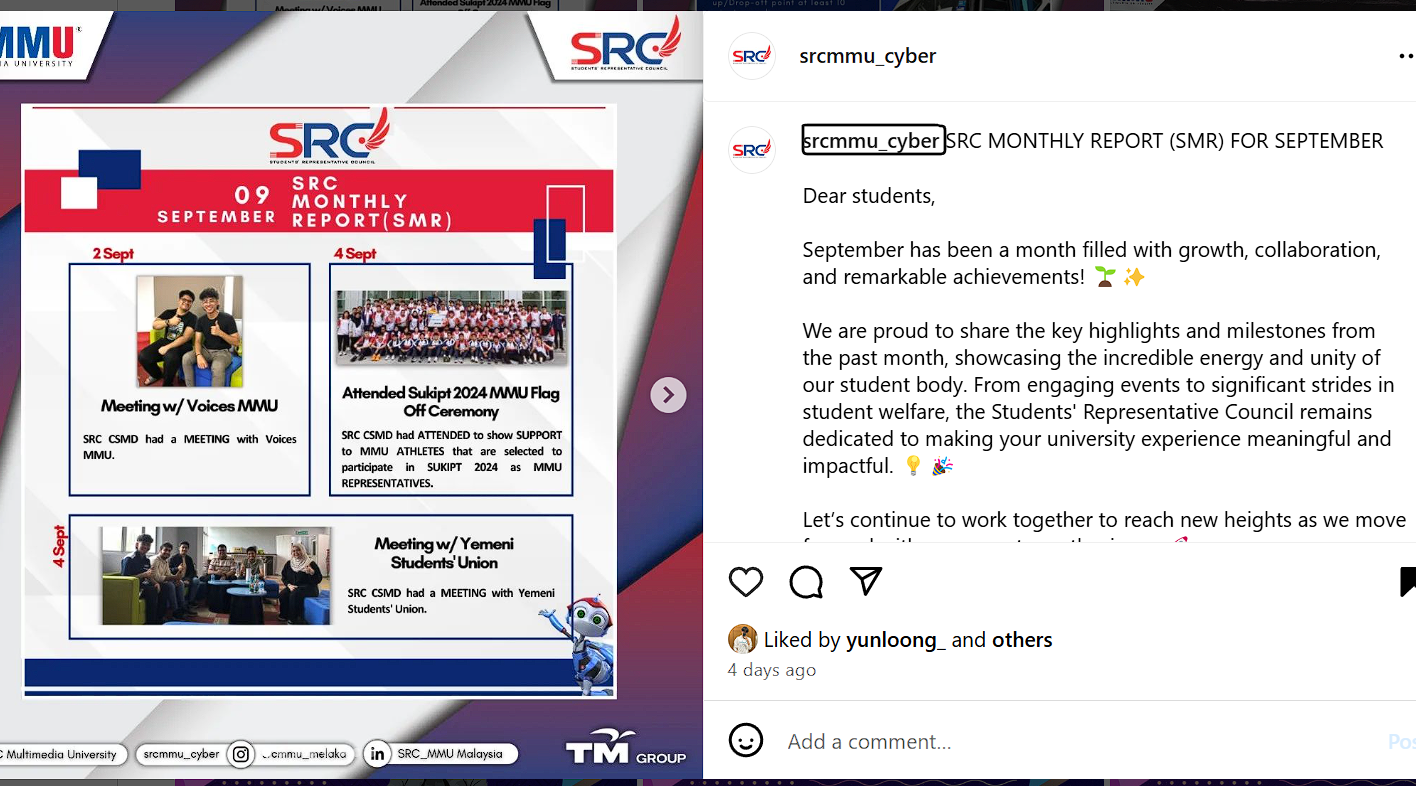 up/Drop-off point at least 10
Meeting w/ Voices MMU
Attended Sukipt 2024 MMU Flag
MMU
IA UNIVERSITY
SRC
STUDENTS' REPRESENTATIVE COUNCIL
SRC
STUDENTS' REPRESENTATIVE COUNCIL
09
SEPTEMBER
SRC
MONTHLY
REPORT(SMR)
2 Sept
Meeting w/ Voices MMU
SRC CSMD had a MEETING with Voices
MMU.
4 Sept
Attended Sukipt 2024 MMU Flag
Off Ceremony
SRC CSMD had ATTENDED to show SUPPORT
to MMU ATHLETES that are selected to
participate in SUKIPT 2024 as MMU
REPRESENTATIVES.
4 Sept
Meeting w/ Yemeni
Students' Union
SRC CSMD had a MEETING with Yemeni
Students' Union.
C Multimedia University
srcmmu_cyber
cmmu_melaka
in
SRC_MMU Malaysia
TM GROUP
SRC
srcmmu_cyber
SRC
srcmmu_cyber SRC MONTHLY REPORT (SMR) FOR SEPTEMBER
Dear students,
September has been a month filled with growth, collaboration,
and remarkable achievements! 🌱 ✨
We are proud to share the key highlights and milestones from
the past month, showcasing the incredible energy and unity of
our student body. From engaging events to significant strides in
student welfare, the Students' Representative Council remains
dedicated to making your university experience meaningful and
impactful. 💡 🎉
Let's continue to work together to reach new heights as we move
Liked by yunloong_ and others
4 days ago
Add a comment...
Pos